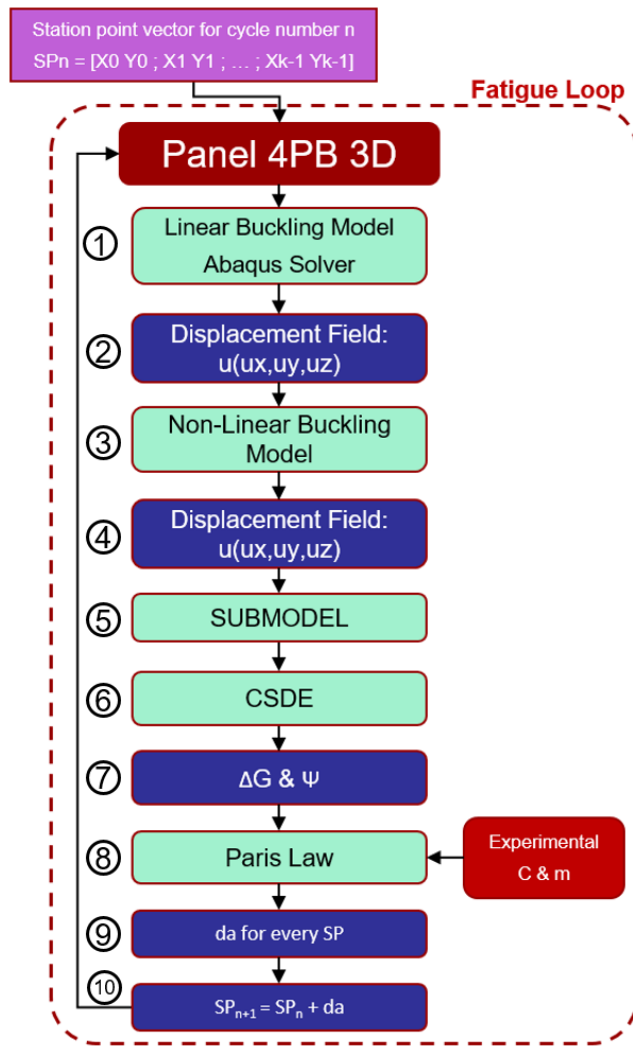 Station point vector for cycle number n
SPn = [X0 Y0 ; X1 Y1 ; … ; Xk-1 Yk-1]
Fatigue Loop
Panel 4PB 3D
①
Linear Buckling Model
Abaqus Solver
②
Displacement Field:
u(ux,uy,uz)
③
Non-Linear Buckling
Model
④
Displacement Field:
u(ux,uy,uz)
⑤
SUBMODEL
⑥
CSDE
⑦
ΔG & Ψ
⑧
Paris Law
Experimental
C & m
⑨
da for every SP
⑩
SPₙ₊₁ = SPₙ + da